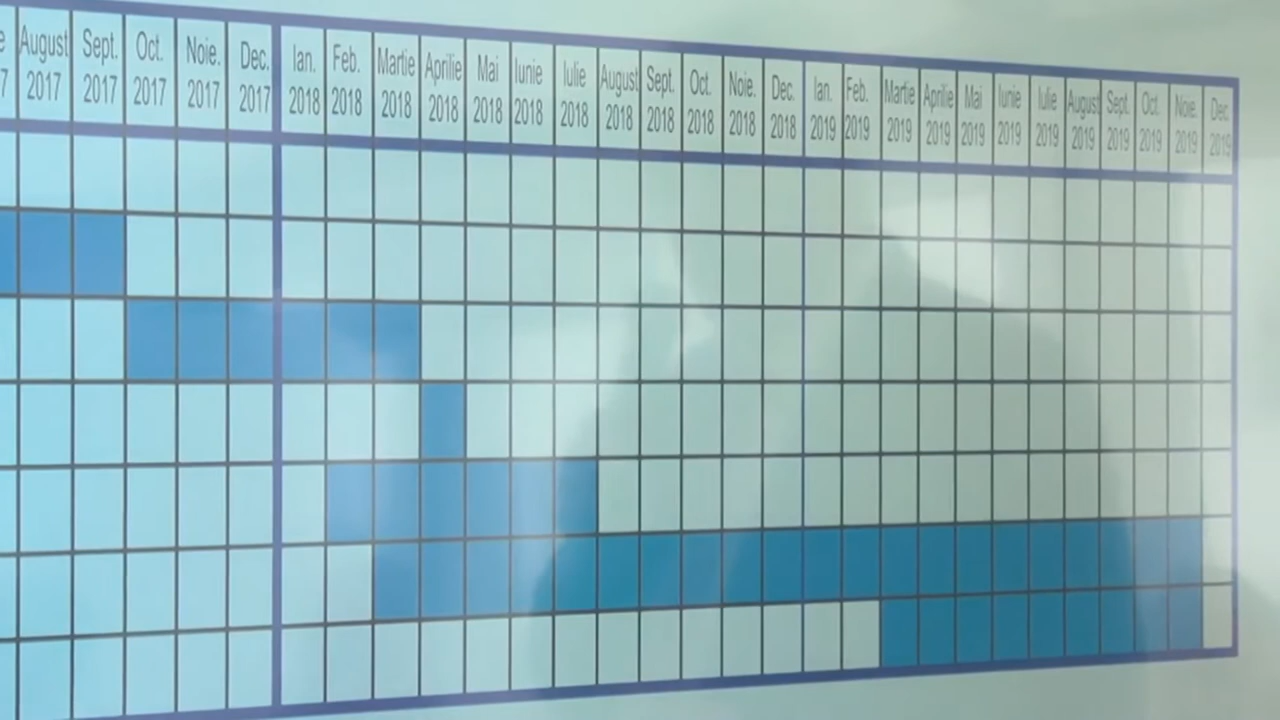 e August Sept. Oct. Noie. Dec. Ian. Feb. Martie Aprilie Mai Iunie Iulie August Sept. Oct. Noie. Dec. Ian. Feb. Martie Aprilie Mai Iunie Iulie August Sept. Oct. Noie. Dec.
7 2017 2017 2017 2017 2017 2018 2018 2018 2018 2018 2018 2018 2018 2018 2018 2018 2018 2019 2019 2019 2019 2019 2019 2019 2019 2019 2019 2019 2019